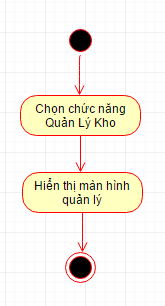 Chọn chức năng
Quản Lý Kho
Hiển thị màn hình
quản lý